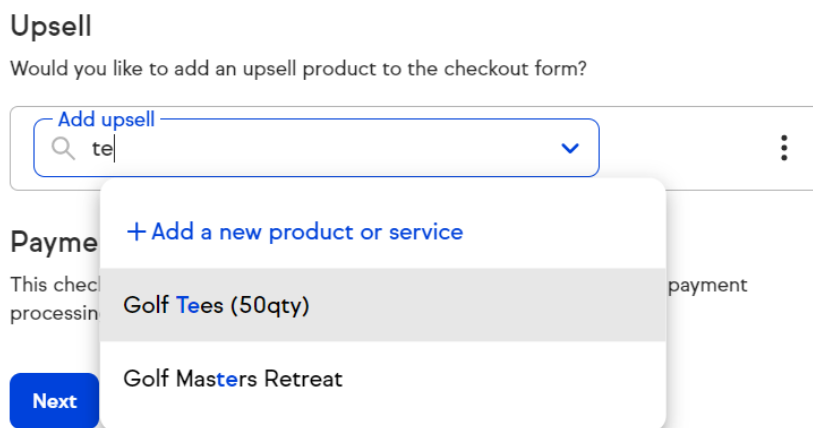 Upsell
Would you like to add an upsell product to the checkout form?
Add upsell
te
+ Add a new product or service
Payme
Golf Tees (50qty)
This chec
payment
processin
Golf Masters Retreat
Next